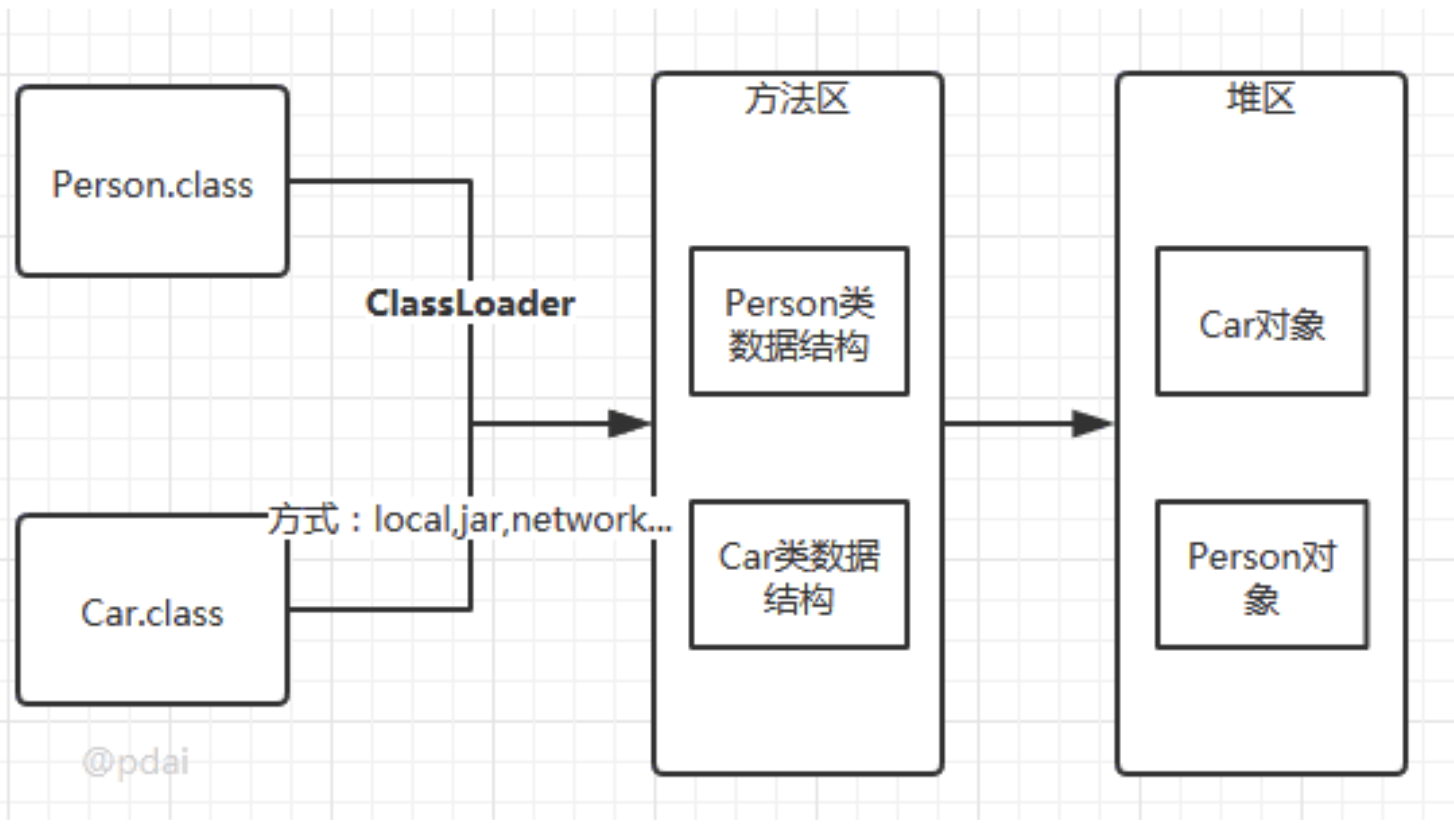 方法区
堆区
Person.class
ClassLoader
Person类
数据结构
Car对象
方式：local,jar,network...
Car类数据
结构
Person对
象
Car.class
@pdai